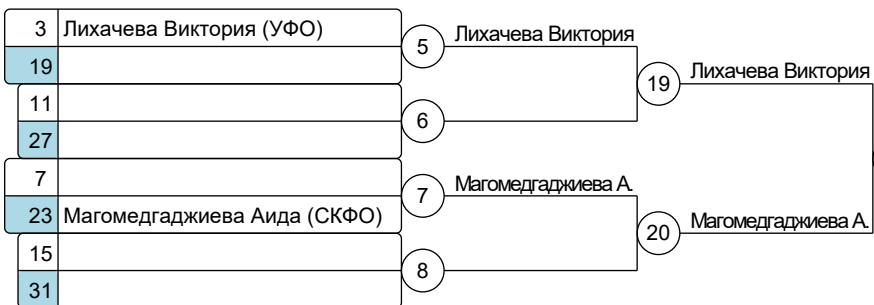 3 Лихачева Виктория (УФО)
19
5 Лихачева Виктория
11
27
6
19 Лихачева Виктория
7
23 Магомедгаджиева Аида (СКФО)
7 Магомедгаджиева А.
15
31
8
20 Магомедгаджиева А.